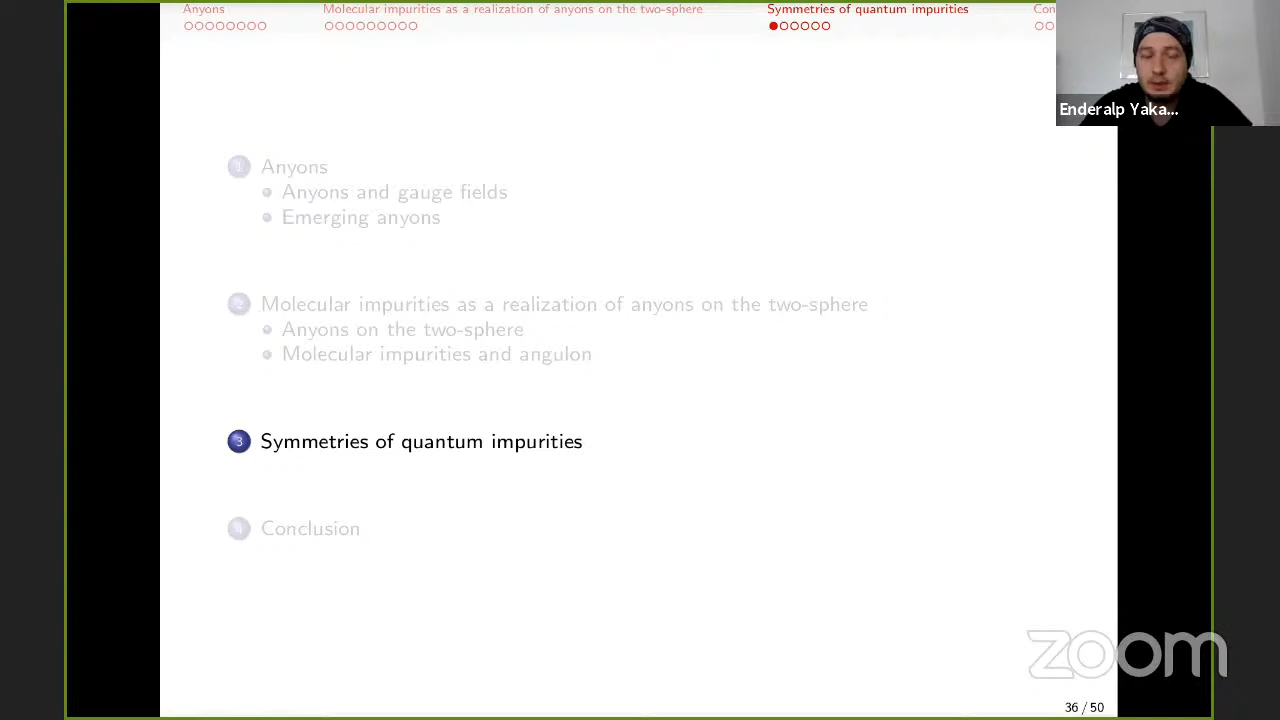 Anyons
Molecular impurities as a realization of anyons on the two-sphere
Symmetries of quantum impurities
Con
Enderalp Yaka...
1 Anyons
Anyons and gauge fields
Emerging anyons
2 Molecular impurities as a realization of anyons on the two-sphere
Anyons on the two-sphere
Molecular impurities and angulon
3 Symmetries of quantum impurities
4 Conclusion
zoom
36 / 50